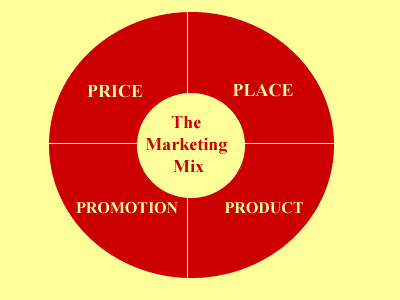 PRICE
PLACE
The
Marketing
Mix
PROMOTION
PRODUCT